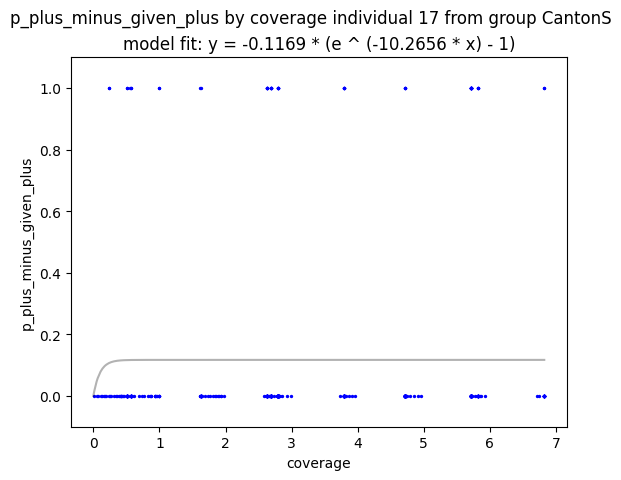 p_plus_minus_given_plus by coverage individual 17 from group CantonS
model fit: y = -0.1169 * (e ^ (-10.2656 * x) - 1)
1.0
0.8
0.6
0.4
0.2
0.0
p_plus_minus_given_plus
0 1 2 3 4 5 6 7
coverage